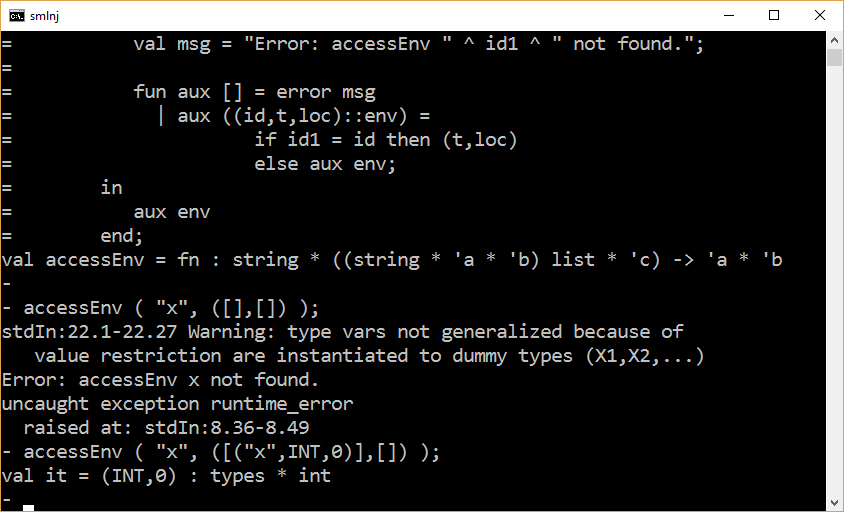 C:\. smlnj
=           val msg = "Error: accessEnv " ^ id1 ^ " not found.";
=
=           fun aux [] = error msg
=             | aux ((id,t,loc)::env) =
=                      if id1 = id then (t,loc)
=                      else aux env;
=        in
=           aux env
=        end;
val accessEnv = fn : string * ((string * 'a * 'b) list * 'c) -> 'a * 'b
-
- accessEnv ( "x", ([],[]) );
stdIn:22.1-22.27 Warning: type vars not generalized because of
   value restriction are instantiated to dummy types (X1,X2,...)
Error: accessEnv x not found.
uncaught exception runtime_error
  raised at: stdIn:8.36-8.49
- accessEnv ( "x", ([("x",INT,0)],[]) );
val it = (INT,0) : types * int
-